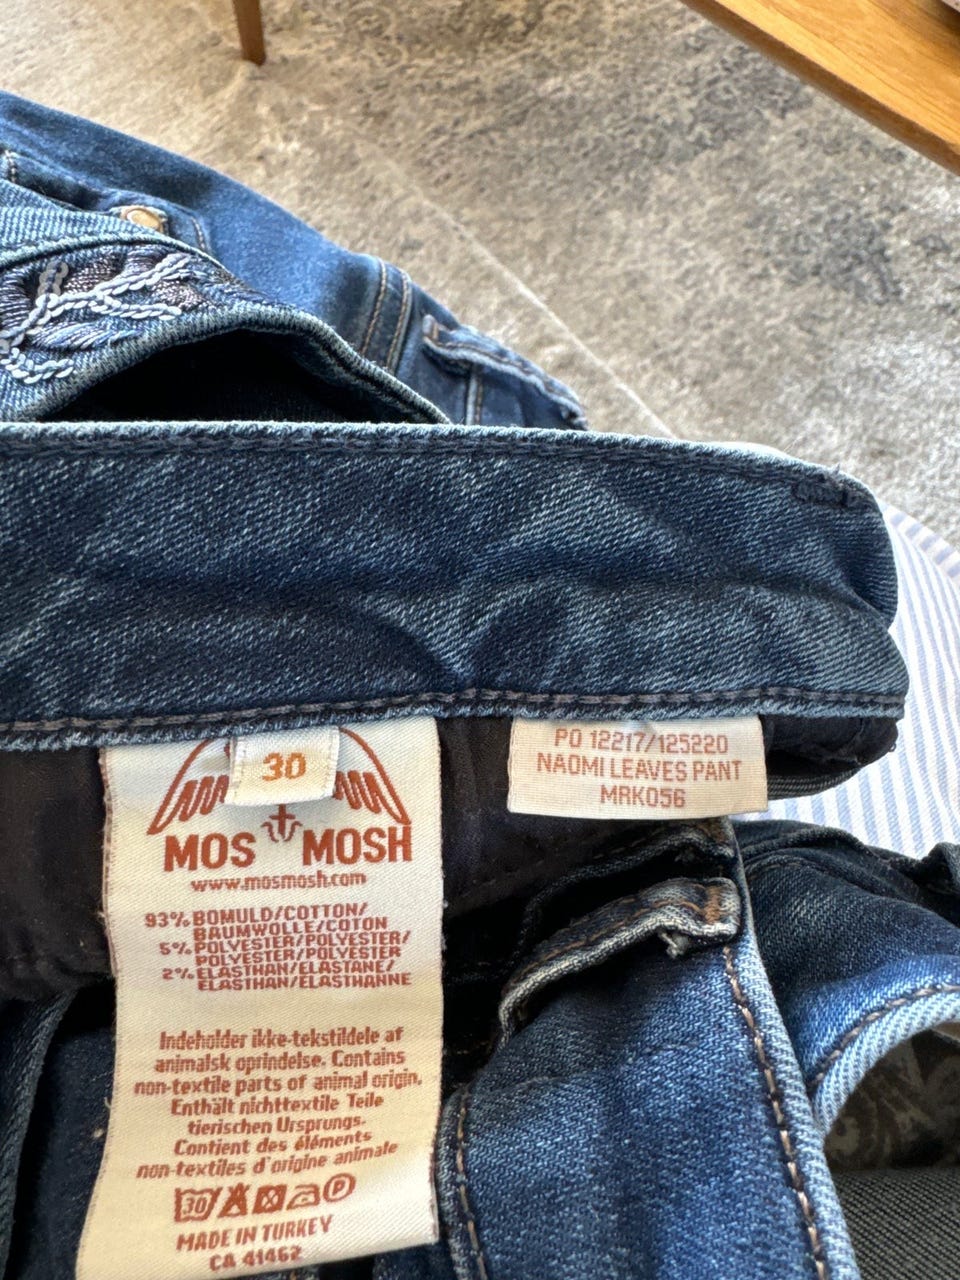 30
MOS MOSH
www.mosmosh.com
93% BOMULD/COTTON/
BAUMWOLLE/COTON
5% POLYESTER/POLYESTER/
POLYESTER/POLYESTER
2% ELASTHAN/ELASTANE/
ELASTHAN/ELASTHANNE
Indeholder ikke-tekstildele af
animalsk oprindelse. Contains
non-textile parts of animal origin.
Enthält nichttextile Teile
tierischen Ursprungs.
Contient des éléments
non-textiles d'origine animale
30 P
MADE IN TURKEY
CA 41462
PO 12217/125220
NAOMI LEAVES PANT
MRK056